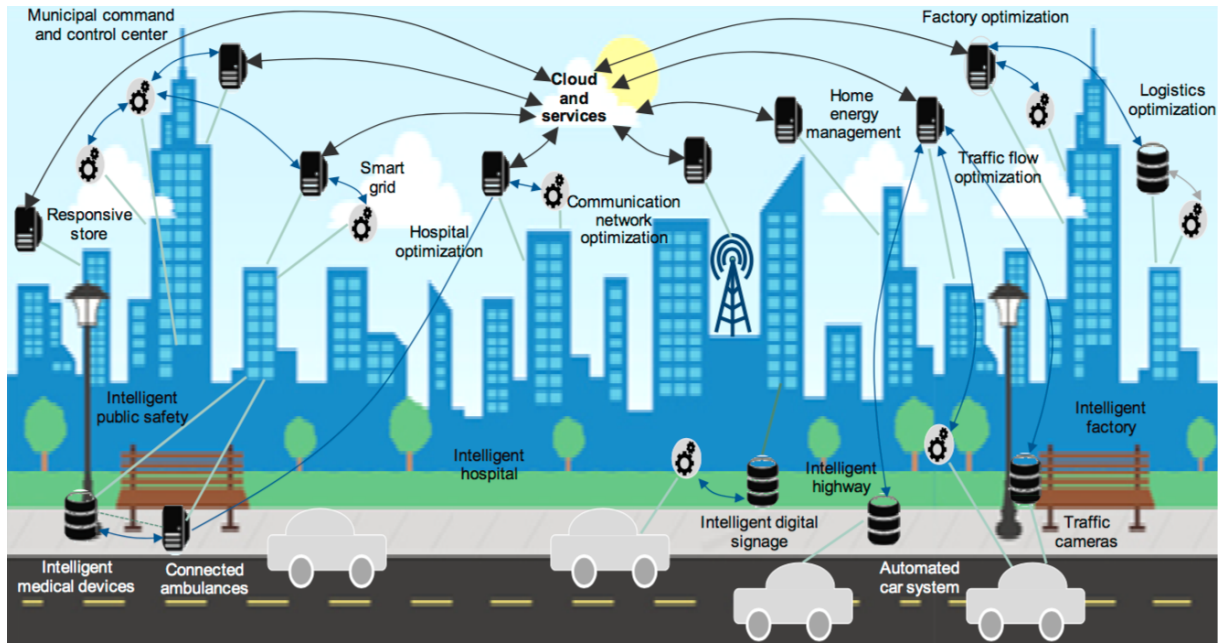 Municipal command
and control center
Factory optimization
Cloud
and
services
Home
energy
management
Logistics
optimization
Smart
grid
Traffic flow
optimization
Responsive
store
Hospital
optimization
Communication
network
optimization
Intelligent
public safety
Intelligent
hospital
Intelligent
highway
Intelligent
factory
Intelligent digital
signage
Traffic
cameras
Intelligent
medical devices
Connected
ambulances
Automated
car system